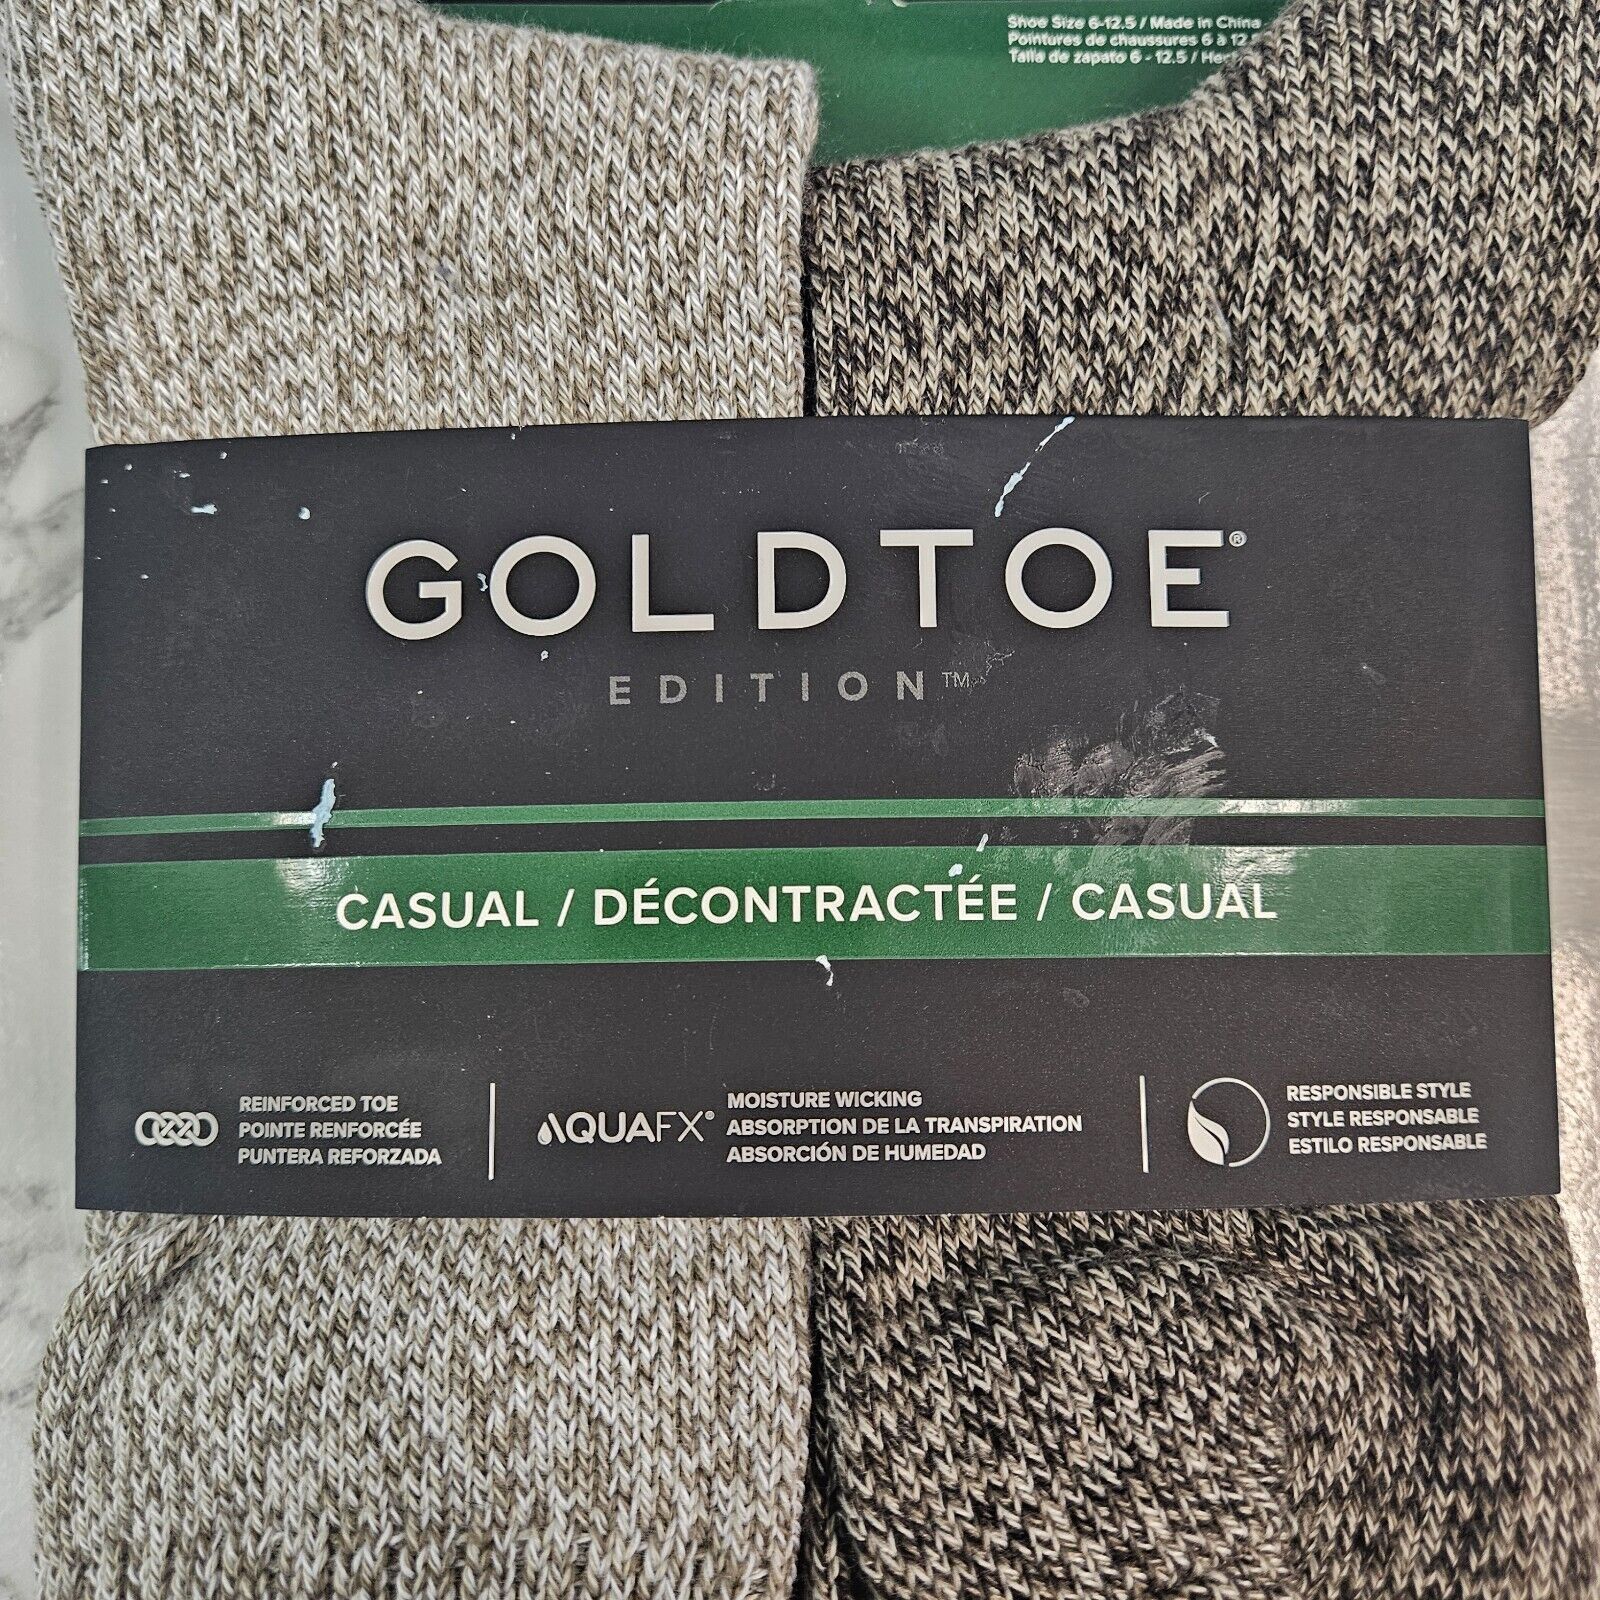 Shoe Size 6-12.5 / Made in China
Pointures de chaussures 6 à
Talla de zapato 6 - 12.5 /
GOLDTOE®
EDITION™
CASUAL / DÉCONTRACTÉE / CASUAL
REINFORCED TOE
POINTE RENFORCÉE
PUNTERA REFORZADA
AQUAFX®
MOISTURE WICKING
ABSORPTION DE LA TRANSPIRATION
ABSORCIÓN DE HUMEDAD
RESPONSIBLE STYLE
STYLE RESPONSABLE
ESTILO RESPONSABLE